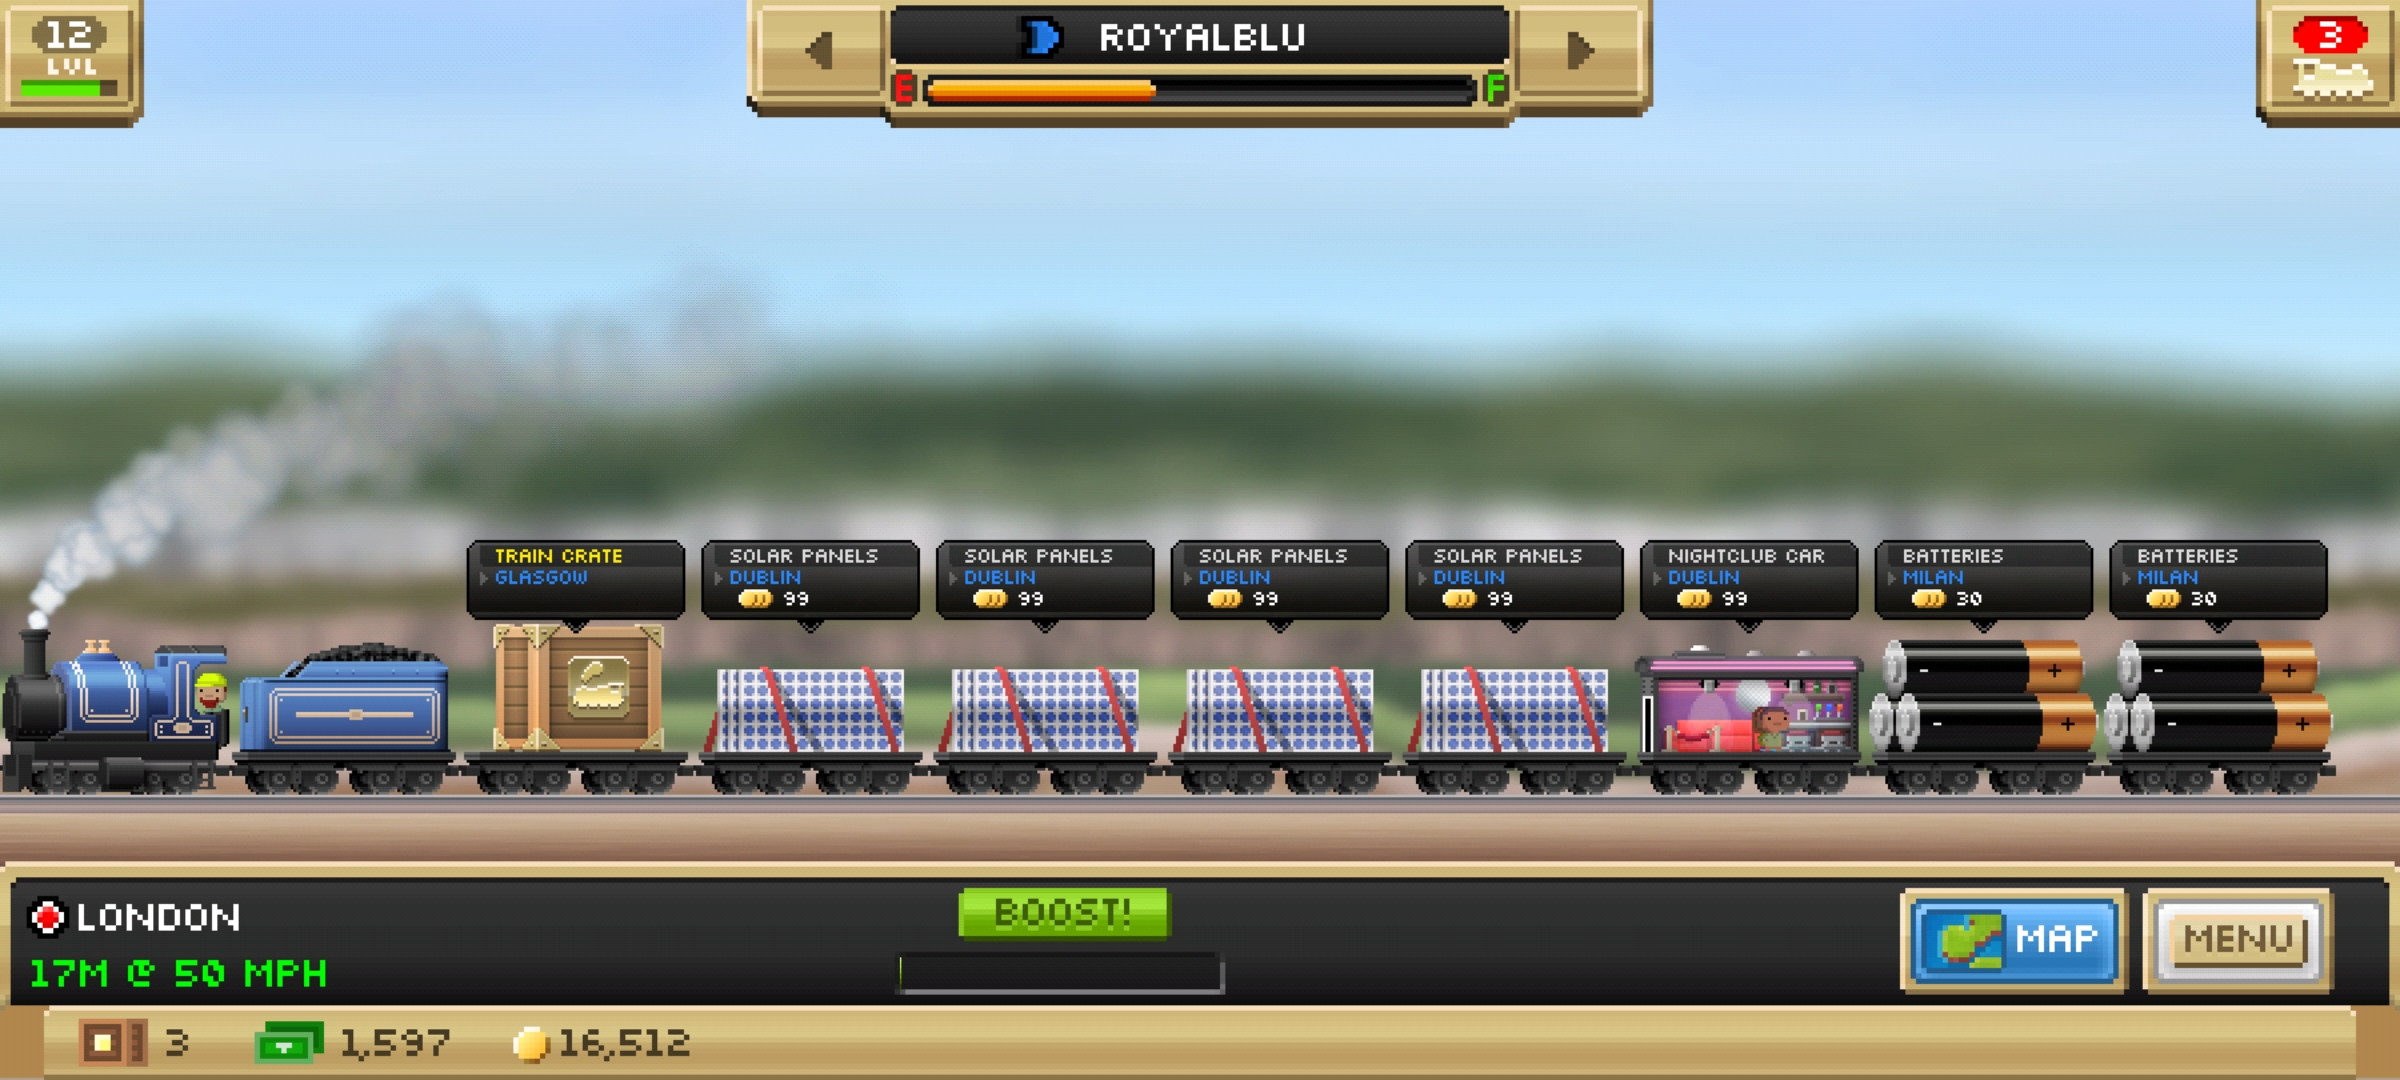 12
LVL
ROYALBLU
E
F
3
TRAIN CRATE
GLASGOW
SOLAR PANELS
DUBLIN
99
SOLAR PANELS
DUBLIN
99
SOLAR PANELS
DUBLIN
99
SOLAR PANELS
DUBLIN
99
NIGHTCLUB CAR
DUBLIN
99
BATTERIES
MILAN
30
BATTERIES
MILAN
30
- +
- +
- +
- +
LONDON
17M @ 50 MPH
BOOST!
MAP
MENU
3
1,597
16,512